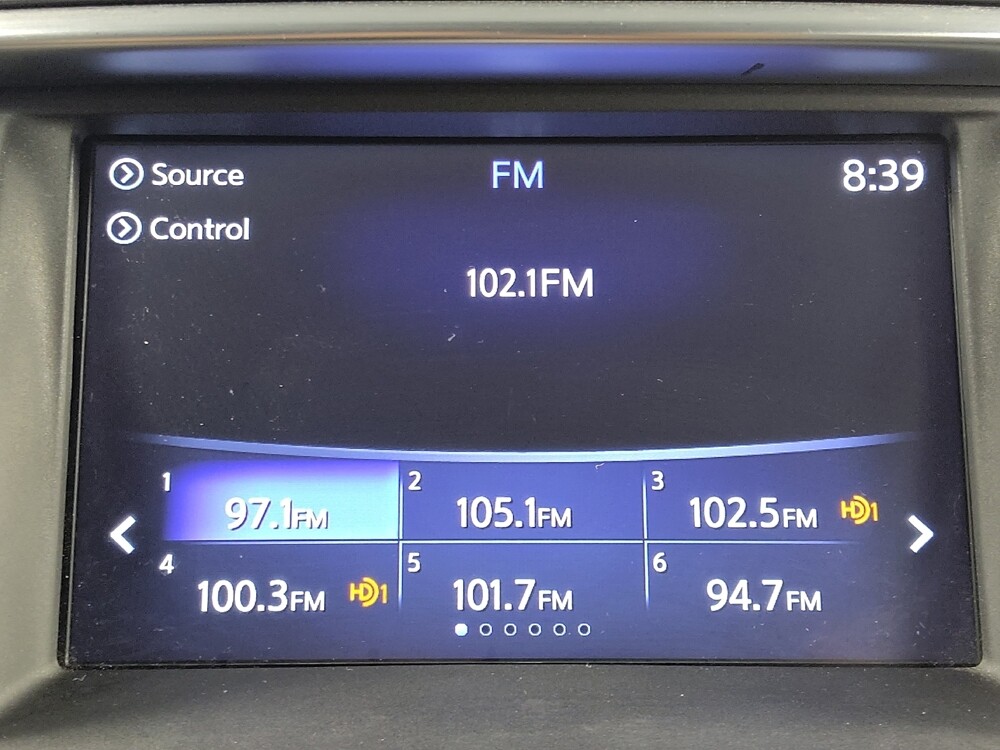 Source FM 8:39
Control
102.1FM
1 2 3
97.1FM 105.1FM 102.5FM HD1
4 5 6
100.3FM HD1 101.7FM 94.7FM